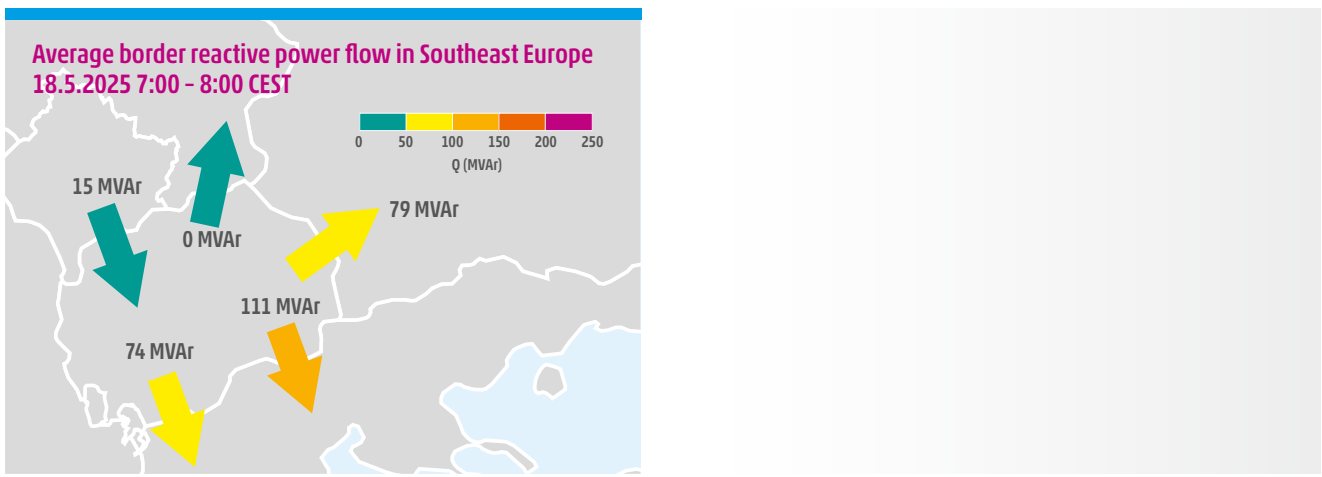 Average border reactive power flow in Southeast Europe
18.5.2025 7:00 – 8:00 CEST
0 50 100 150 200 250
Q (MVAr)
15 MVAr
79 MVAr
0 MVAr
111 MVAr
74 MVAr